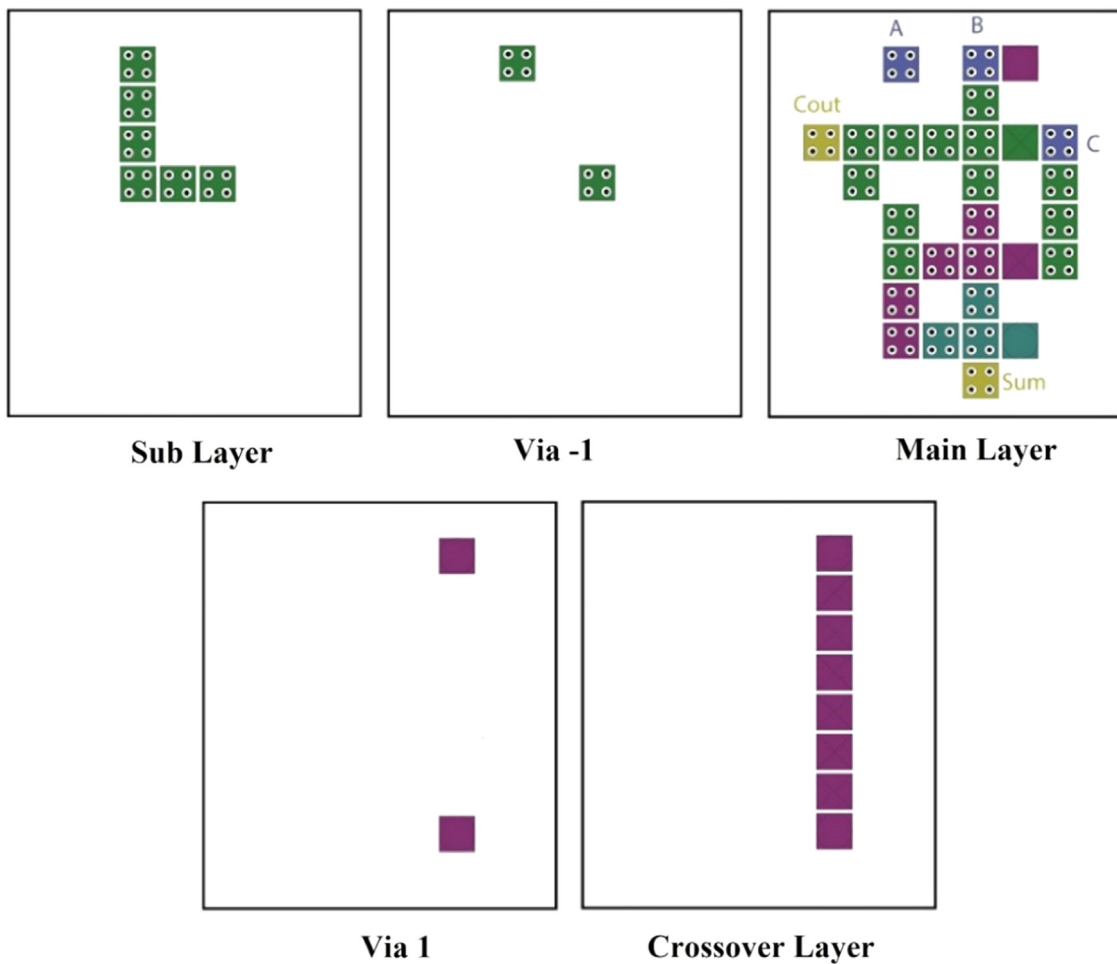 A
B
Cout
C
Sum
Sub Layer
Via -1
Main Layer
Via 1
Crossover Layer